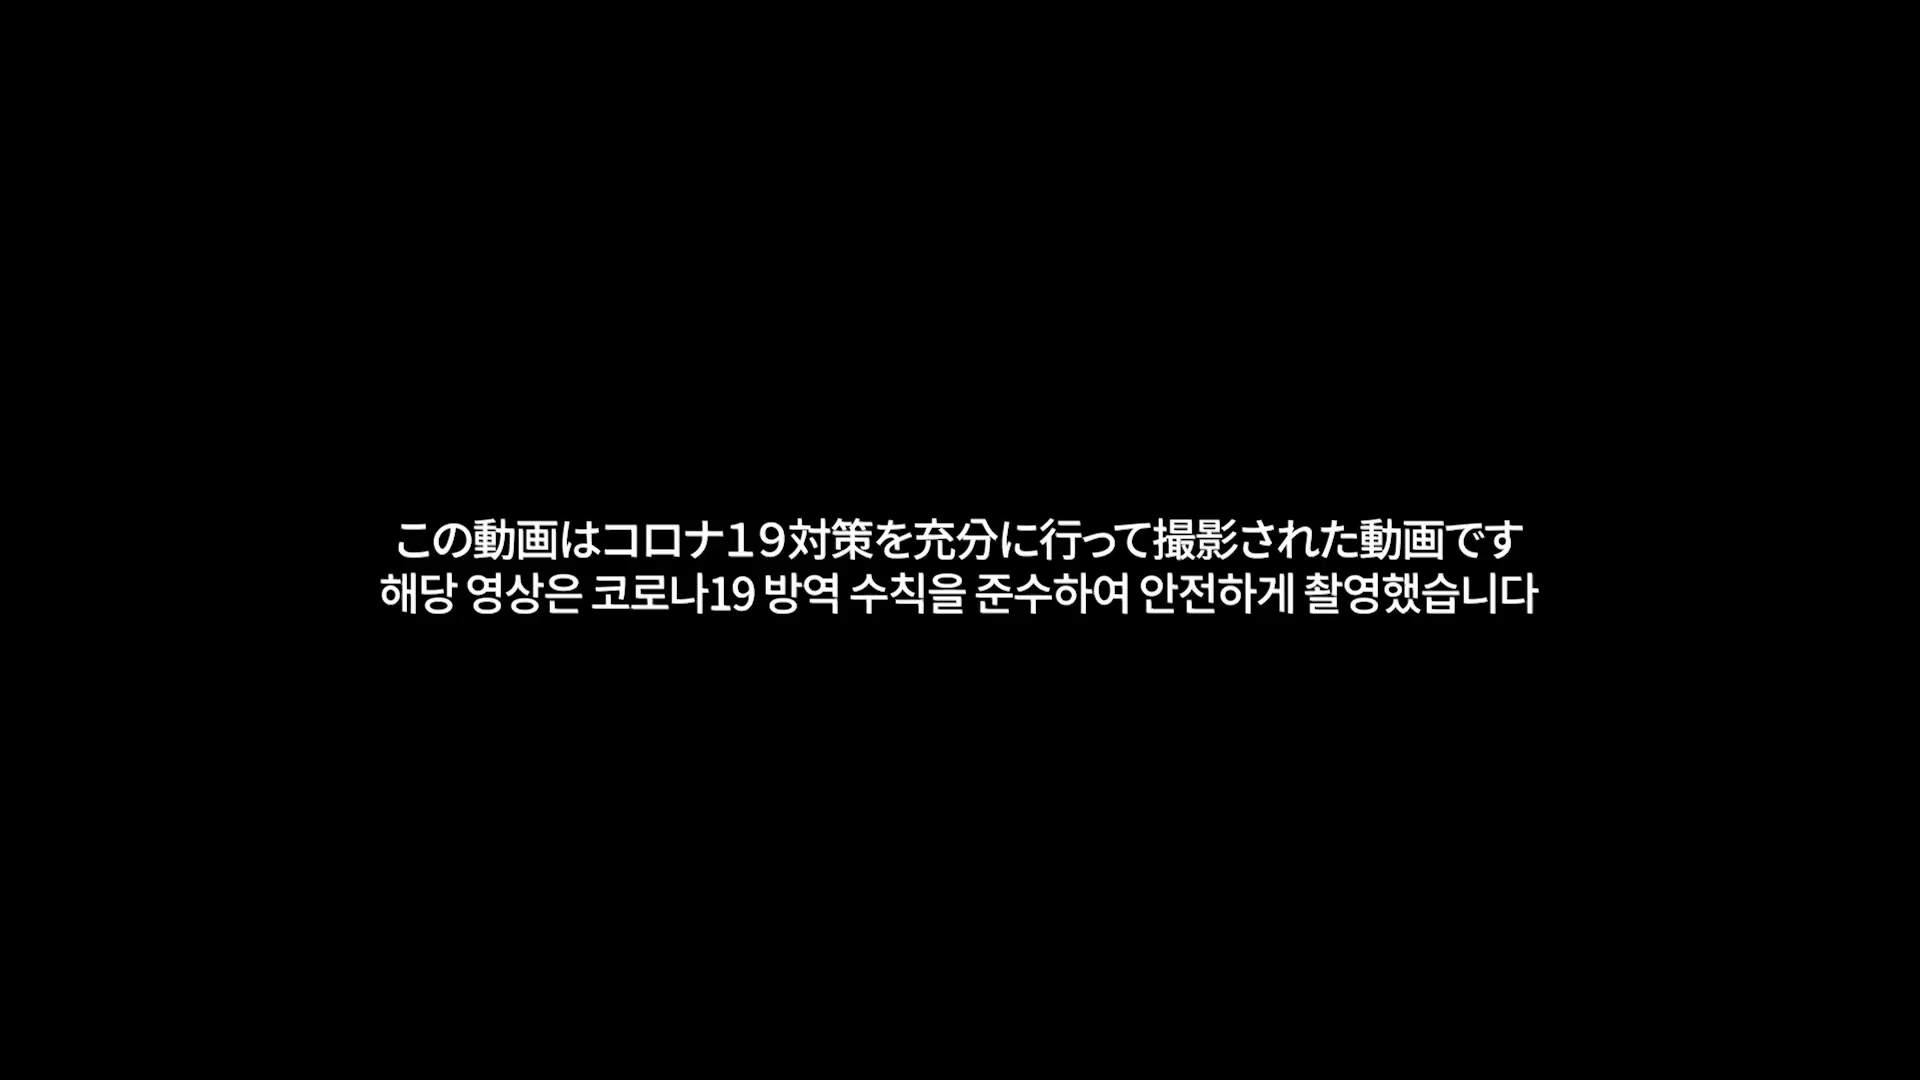 この動画はコロナ１９対策を充分に行って撮影された動画です
해당 영상은 코로나19 방역 수칙을 준수하여 안전하게 촬영했습니다